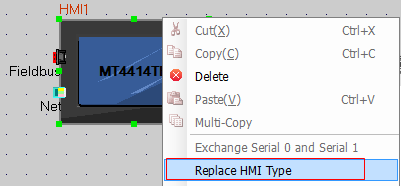 HMI1
Fieldbus
MT4414T
Net
Cut(X) Ctrl+X
Copy(C) Ctrl+C
Delete
Paste(V) Ctrl+V
Multi-Copy
Exchange Serial 0 and Serial 1
Replace HMI Type